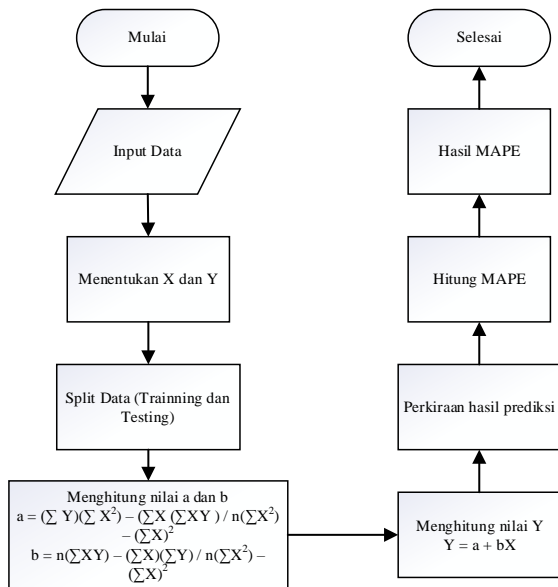 Mulai
Input Data
Menentukan X dan Y
Split Data (Trainning dan
Testing)
Menghitung nilai a dan b
a = (∑ Y)(∑ X²) – (∑X (∑XY ) / n(∑X²)
– (∑X)²
b = n(∑XY) – (∑X)(∑Y) / n(∑X²) –
(∑X)²
Menghitung nilai Y
Y = a + bX
Perkiraan hasil prediksi
Hitung MAPE
Hasil MAPE
Selesai